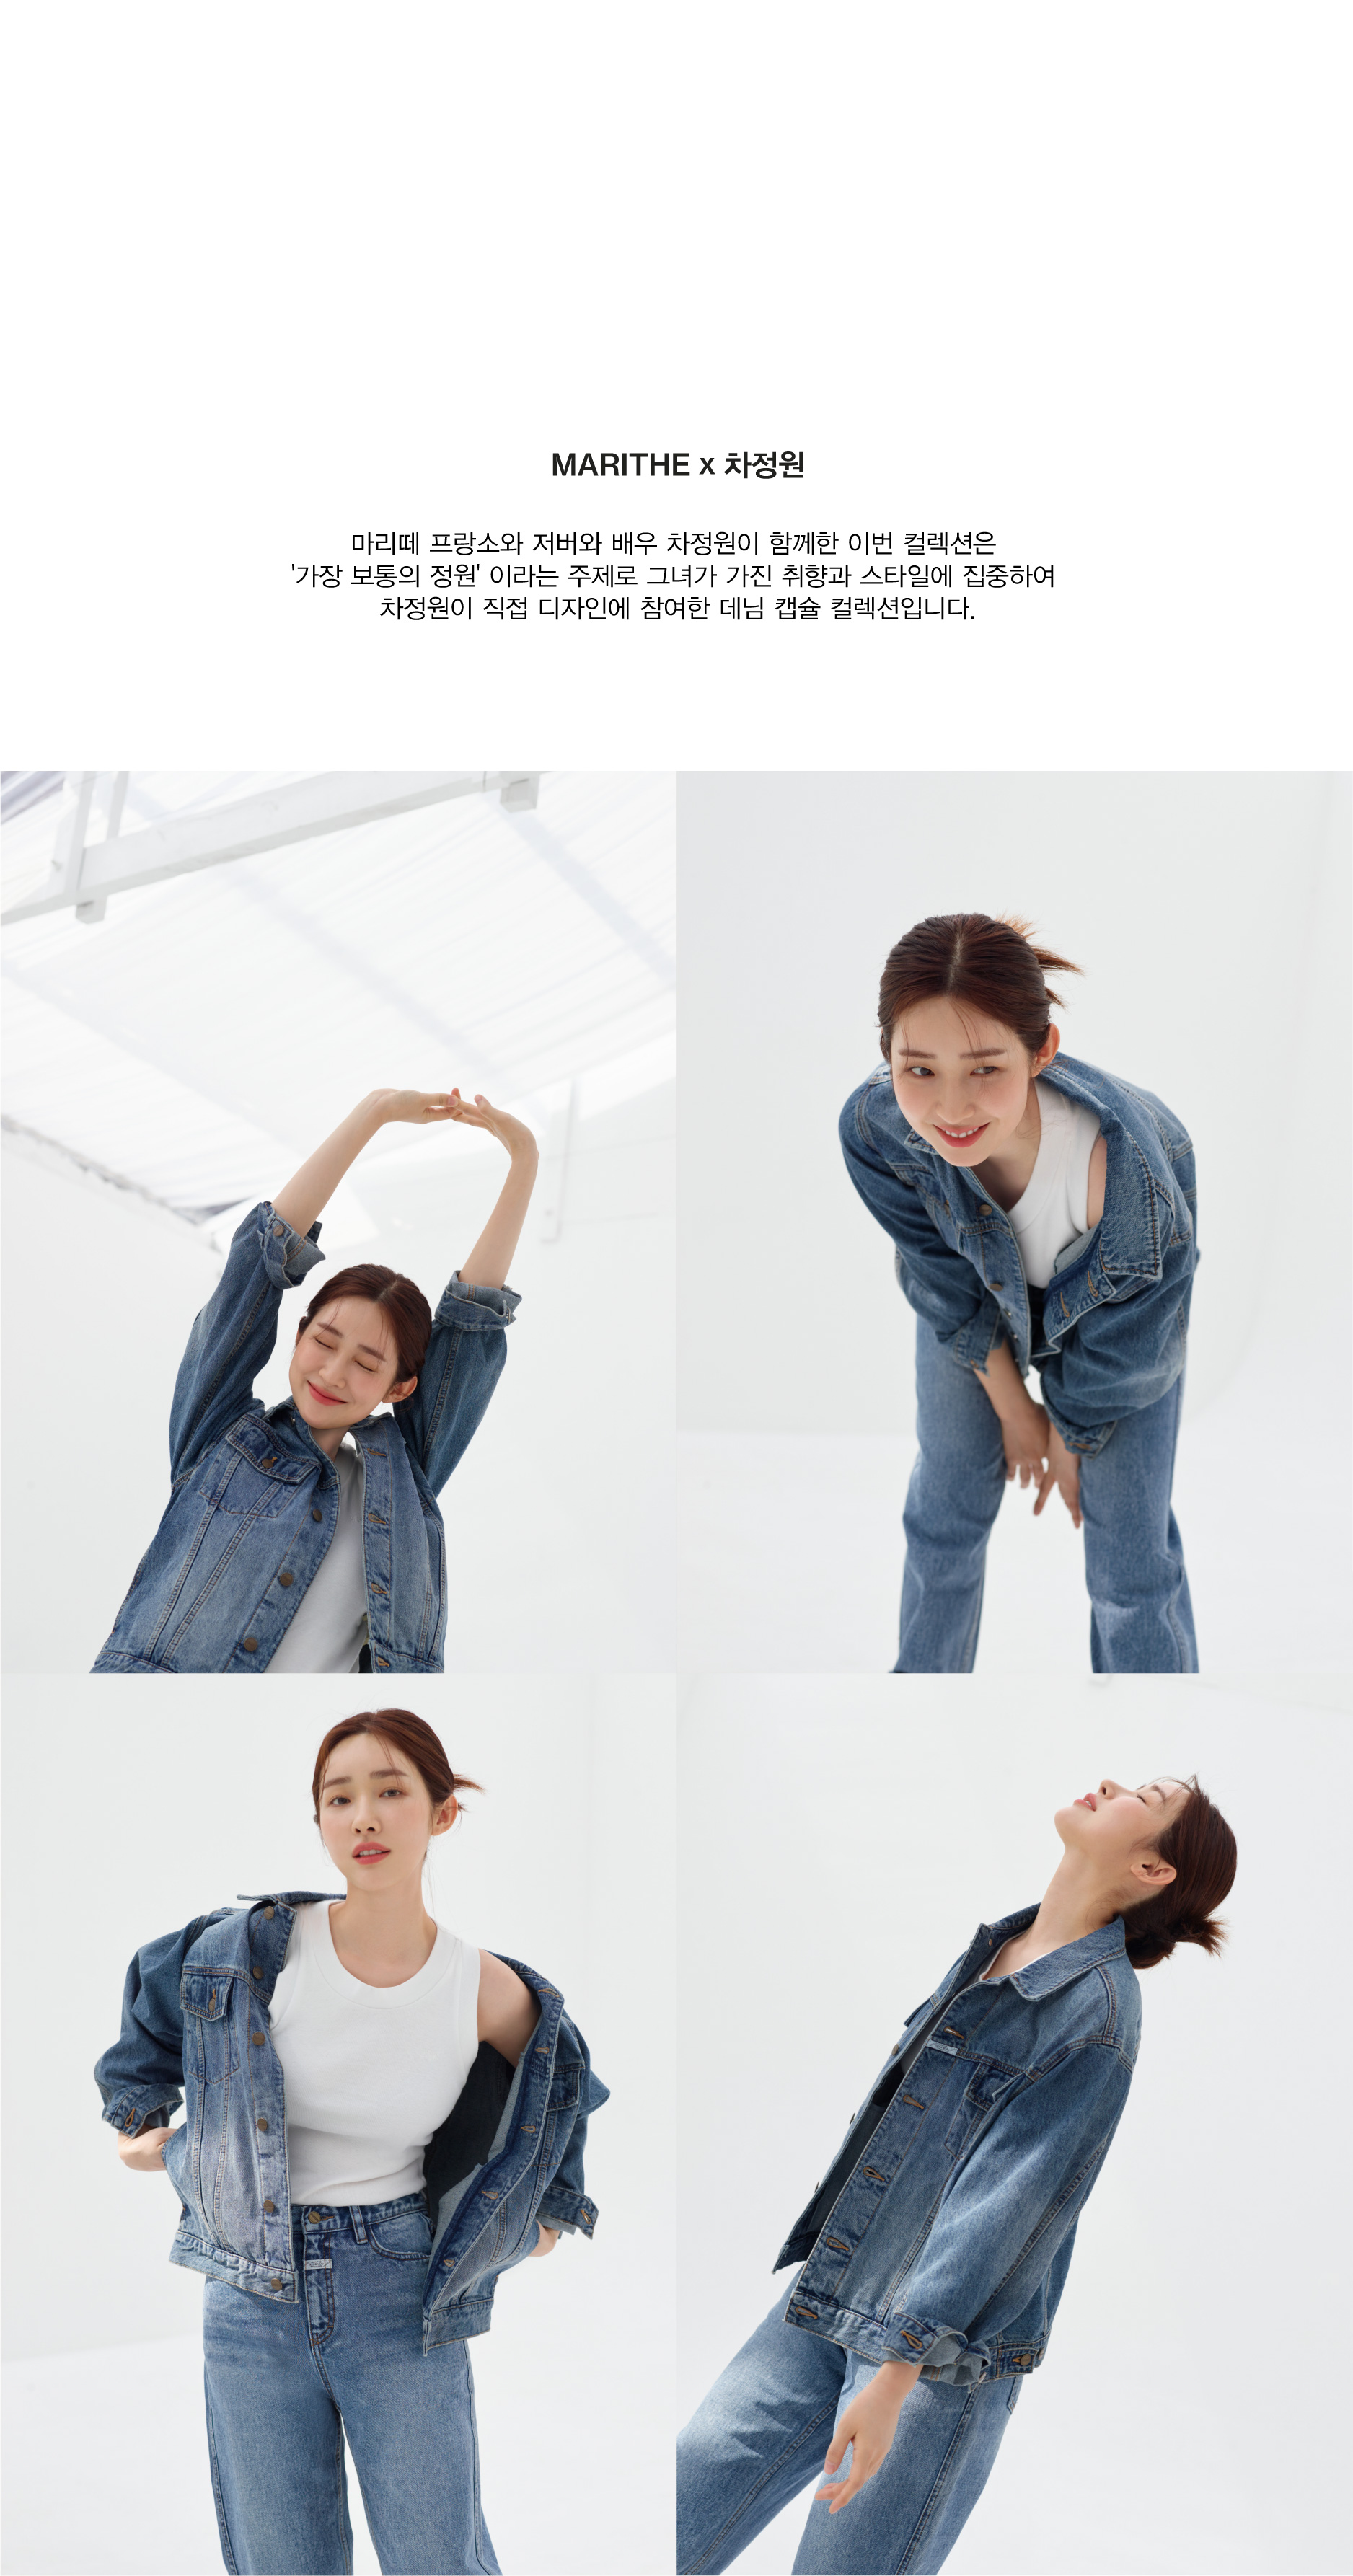 MARITHE x 차정원
마리떼 프랑소와 저버와 배우 차정원이 함께한 이번 컬렉션은
'가장 보통의 정원' 이라는 주제로 그녀가 가진 취향과 스타일에 집중하여
차정원이 직접 디자인에 참여한 데님 캡슐 컬렉션입니다.